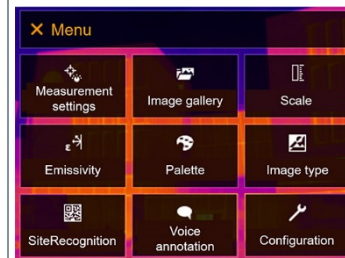 × Menu
Measurement
settings
Image gallery
Scale
ε
Emissivity
Palette
Image type
SiteRecognition
Voice
annotation
Configuration